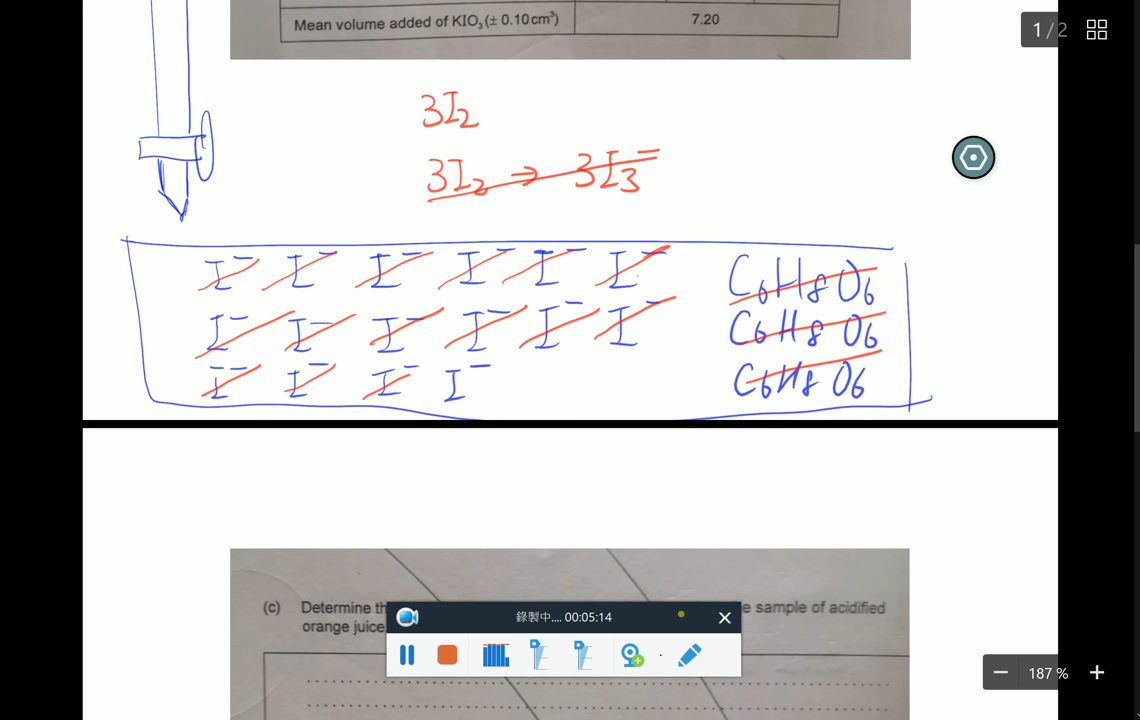 Mean volume added of KIO₃ (± 0.10 cm³) 7.20
1 / 2
3I₂
3I₂ → 3I₃⁻
I⁻ I⁻ I⁻ I⁻ I⁻ I⁻ C₆H₈O₆
I⁻ I⁻ I⁻ I⁻ I⁻ I⁻ C₆H₈O₆
I⁻ I⁻ I⁻ I⁻ C₆H₈O₆
(c) Determine th e sample of acidified
orange juice
錄製中.... 00:05:14
187 %